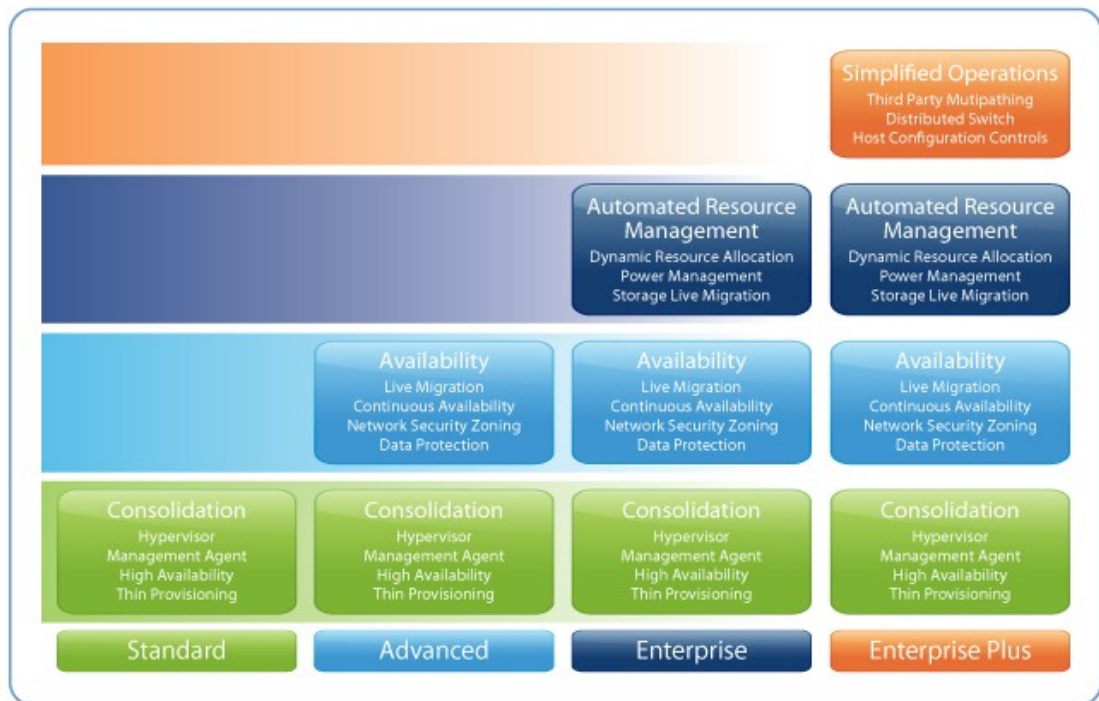 Simplified Operations
Third Party Mutipathing
Distributed Switch
Host Configuration Controls
Automated Resource
Management
Dynamic Resource Allocation
Power Management
Storage Live Migration
Automated Resource
Management
Dynamic Resource Allocation
Power Management
Storage Live Migration
Availability
Live Migration
Continuous Availability
Network Security Zoning
Data Protection
Availability
Live Migration
Continuous Availability
Network Security Zoning
Data Protection
Availability
Live Migration
Continuous Availability
Network Security Zoning
Data Protection
Consolidation
Hypervisor
Management Agent
High Availability
Thin Provisioning
Consolidation
Hypervisor
Management Agent
High Availability
Thin Provisioning
Consolidation
Hypervisor
Management Agent
High Availability
Thin Provisioning
Consolidation
Hypervisor
Management Agent
High Availability
Thin Provisioning
Standard
Advanced
Enterprise
Enterprise Plus